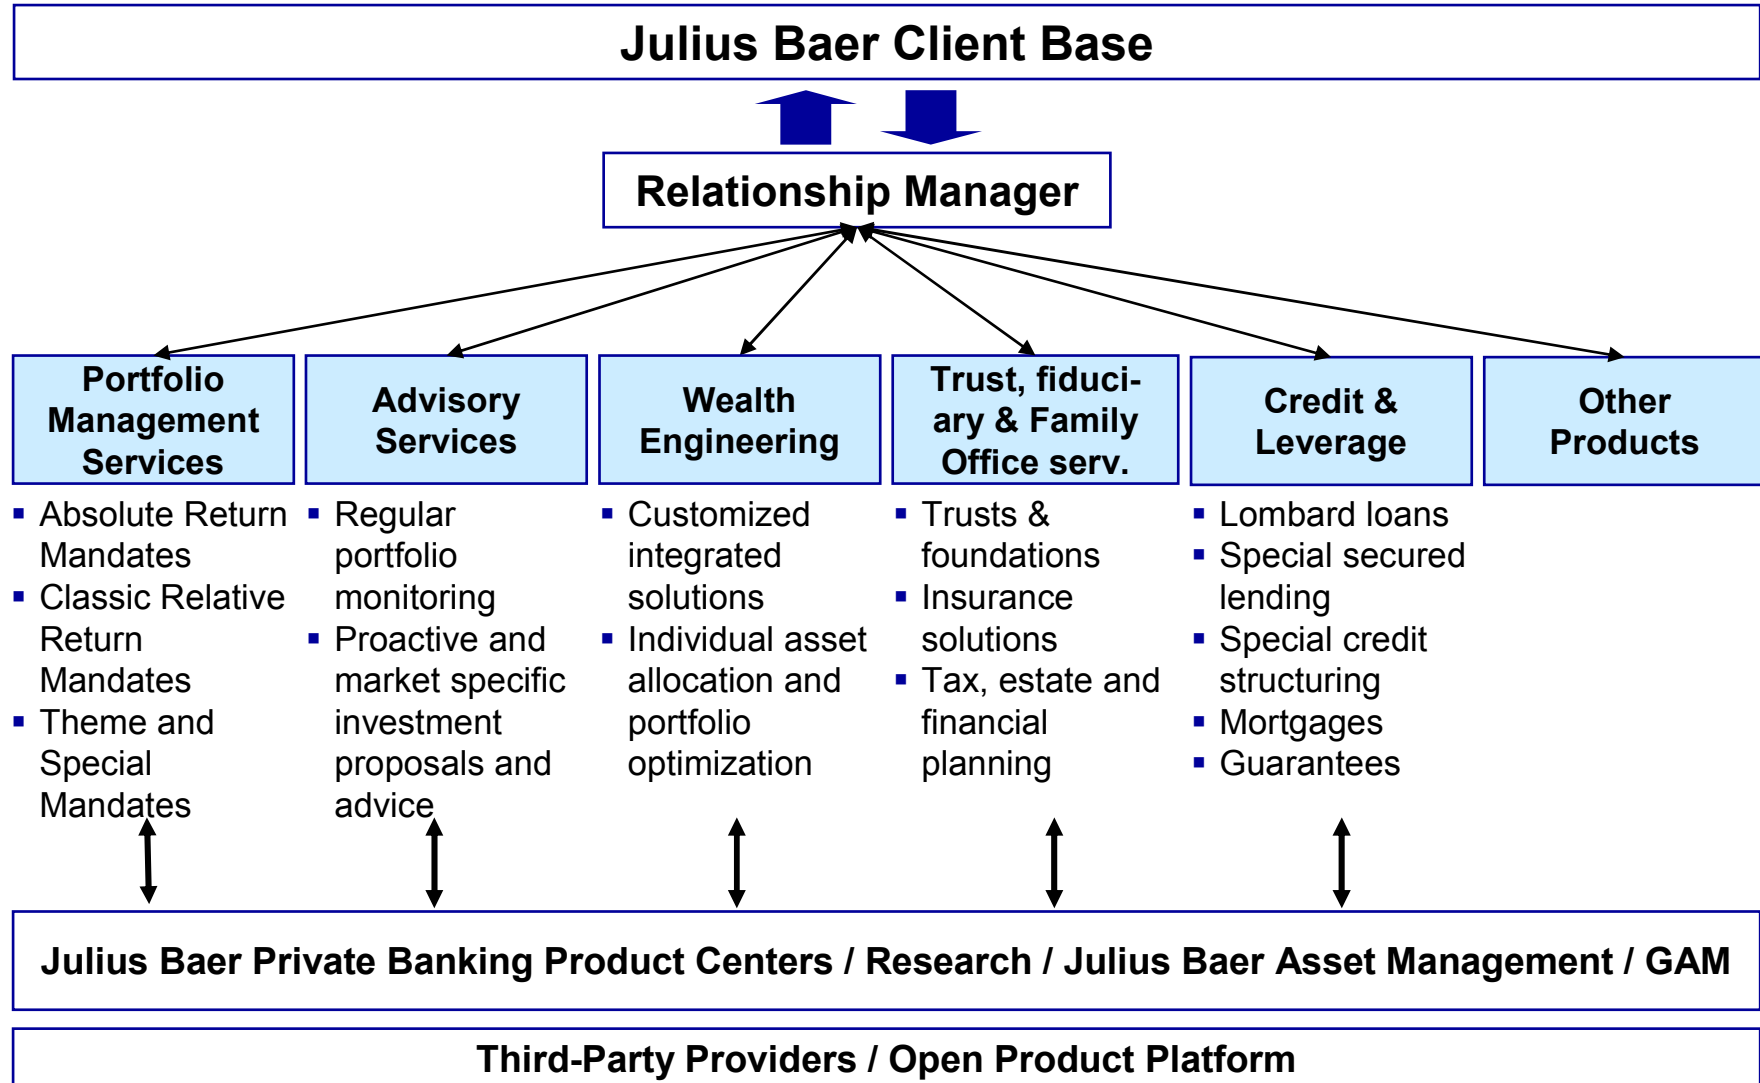 Julius Baer Client Base
Relationship Manager
Portfolio
Management
Services
Advisory
Services
Wealth
Engineering
Trust, fiduci-
ary & Family
Office serv.
Credit &
Leverage
Other
Products
▪ Absolute Return
Mandates
▪ Classic Relative
Return
Mandates
▪ Theme and
Special
Mandates
▪ Regular
portfolio
monitoring
▪ Proactive and
market specific
investment
proposals and
advice
▪ Customized
integrated
solutions
▪ Individual asset
allocation and
portfolio
optimization
▪ Trusts &
foundations
▪ Insurance
solutions
▪ Tax, estate and
financial
planning
▪ Lombard loans
▪ Special secured
lending
▪ Special credit
structuring
▪ Mortgages
▪ Guarantees
Julius Baer Private Banking Product Centers / Research / Julius Baer Asset Management / GAM
Third-Party Providers / Open Product Platform